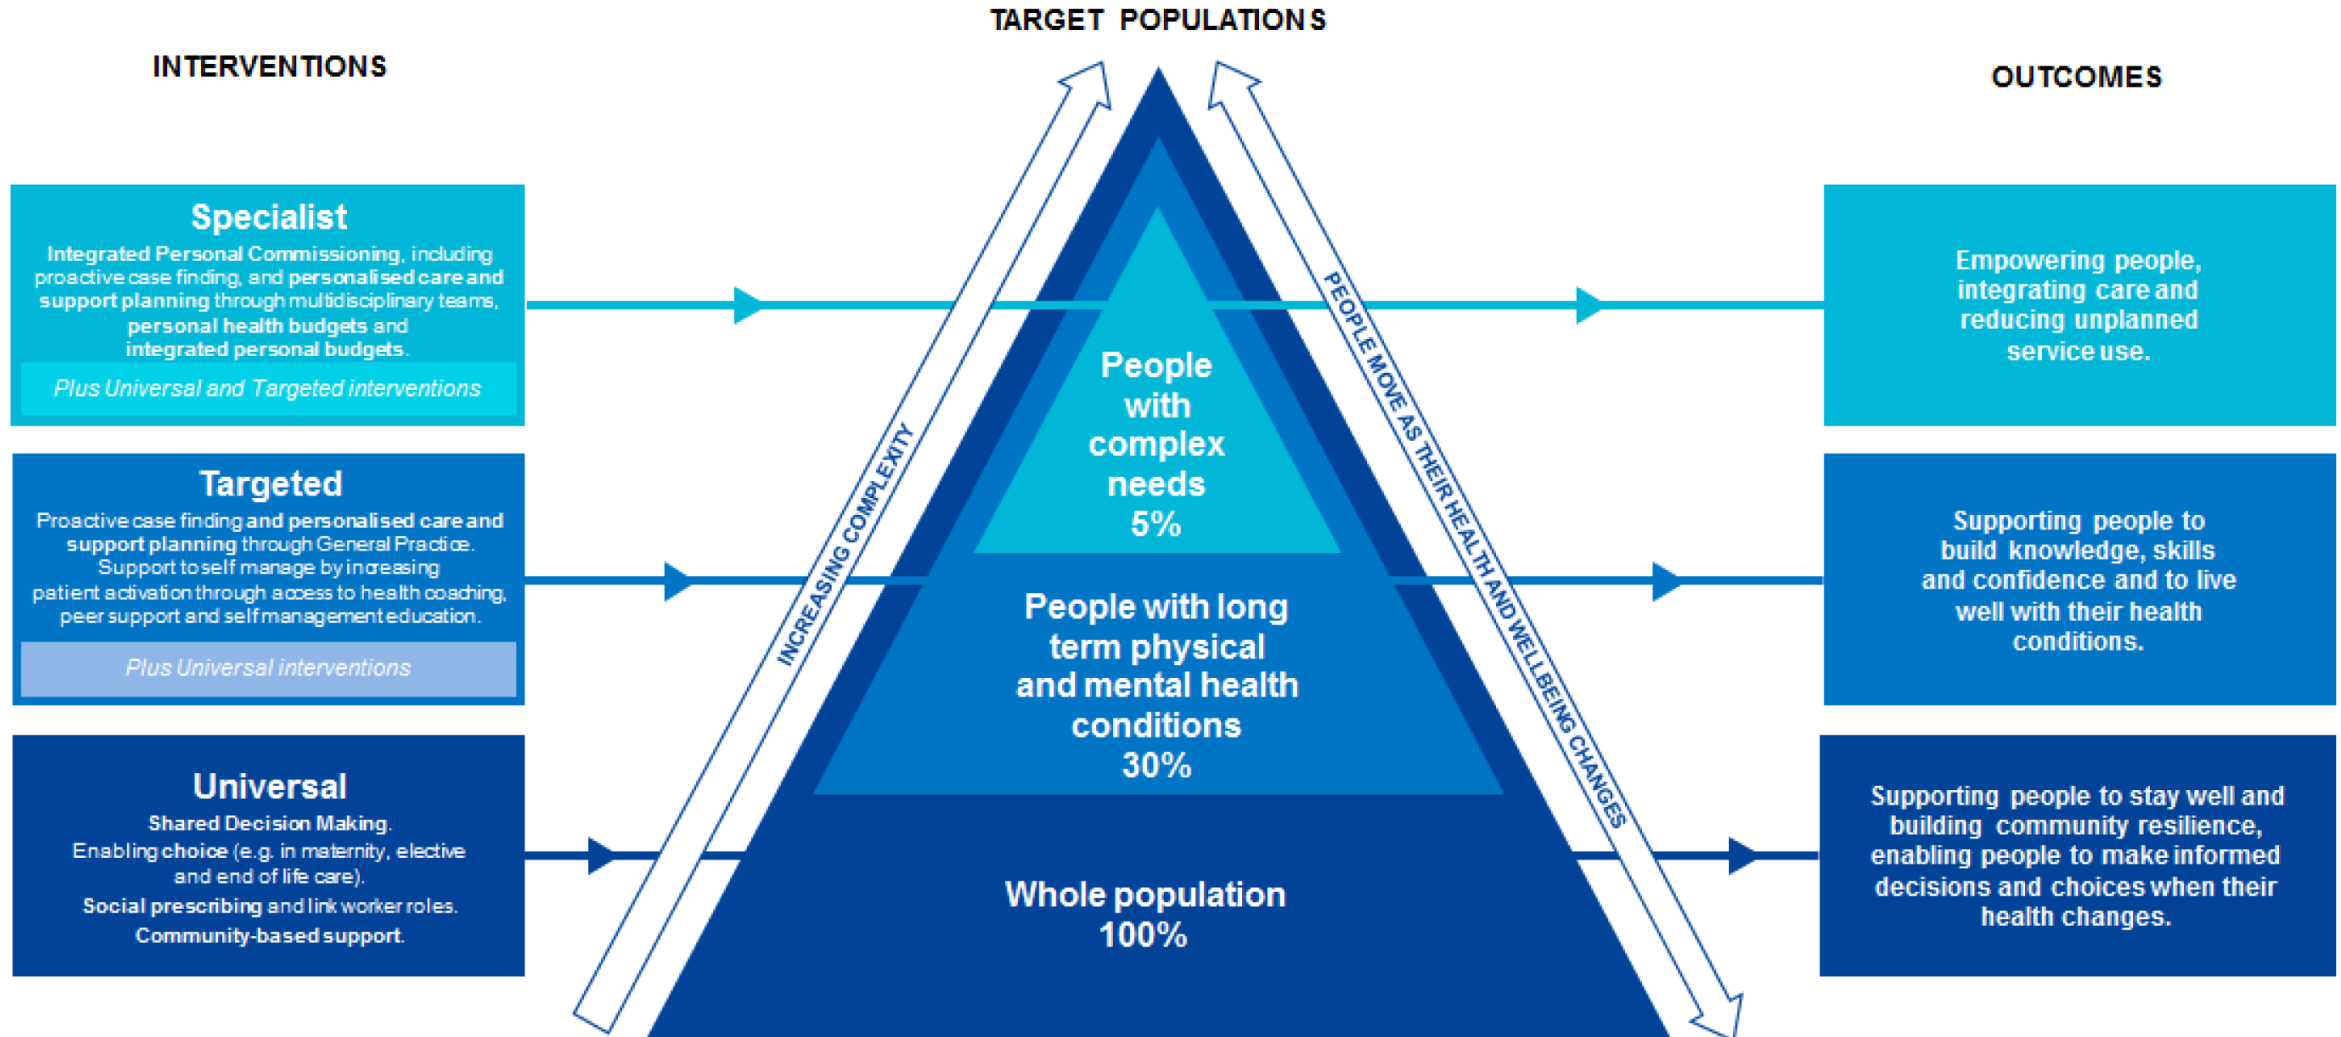 TARGET POPULATIONS
INTERVENTIONS
OUTCOMES
Specialist
Integrated Personal Commissioning, including
proactive case finding, and personalised care and
support planning through multidisciplinary teams,
personal health budgets and
integrated personal budgets.
Plus Universal and Targeted interventions
Targeted
Proactive case finding and personalised care and
support planning through General Practice.
Support to self manage by increasing
patient activation through access to health coaching,
peer support and self management education.
Plus Universal interventions
Universal
Shared Decision Making.
Enabling choice (e.g. in maternity, elective
and end of life care).
Social prescribing and link worker roles.
Community-based support.
INCREASING COMPLEXITY
People
with
complex
needs
5%
People with long
term physical
and mental health
conditions
30%
Whole population
100%
PEOPLE MOVE AS THEIR HEALTH AND WELLBEING CHANGES
Empowering people,
integrating care and
reducing unplanned
service use.
Supporting people to
build knowledge, skills
and confidence and to live
well with their health
conditions.
Supporting people to stay well and
building community resilience,
enabling people to make informed
decisions and choices when their
health changes.